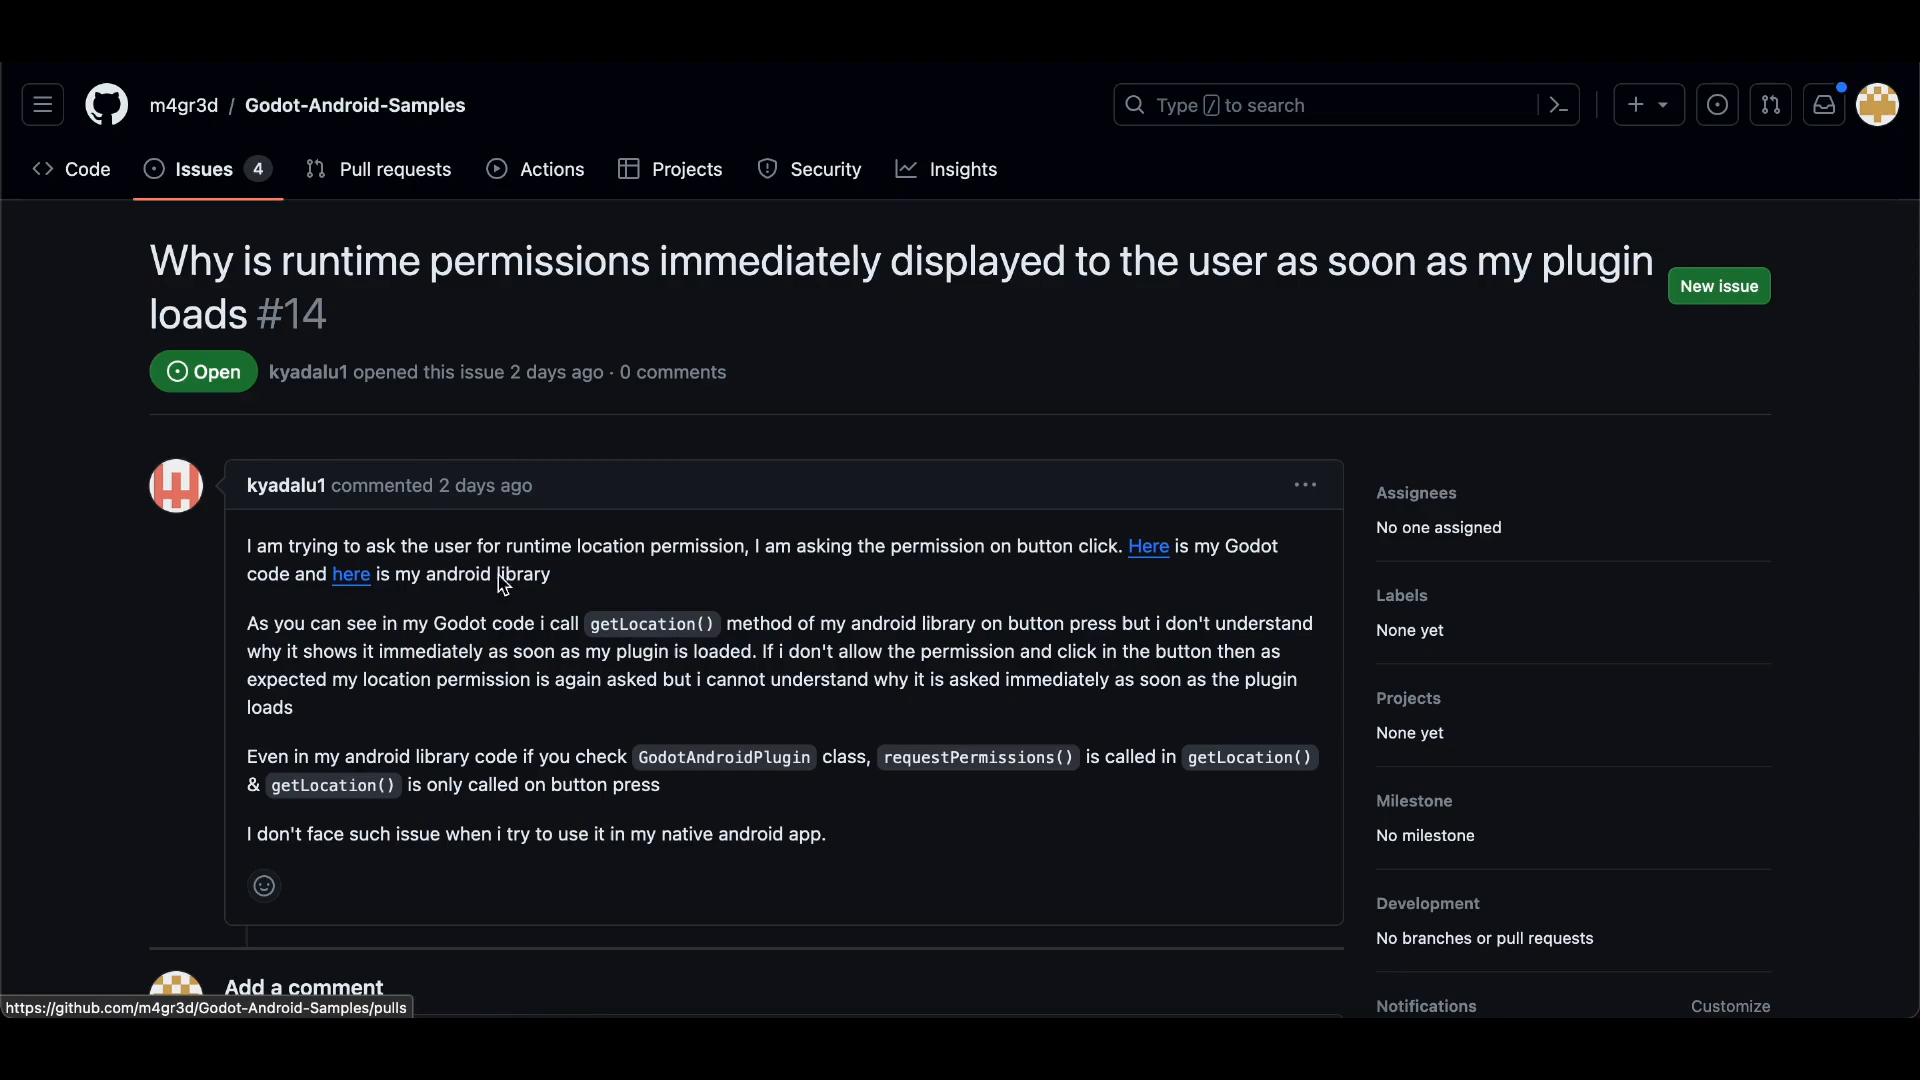 m4gr3d / Godot-Android-Samples
Type / to search
Code
Issues 4
Pull requests
Actions
Projects
Security
Insights
Why is runtime permissions immediately displayed to the user as soon as my plugin
loads #14
New issue
Open
kyadalu1 opened this issue 2 days ago · 0 comments
kyadalu1 commented 2 days ago
I am trying to ask the user for runtime location permission, I am asking the permission on button click. Here is my Godot
code and here is my android library
As you can see in my Godot code i call getLocation() method of my android library on button press but i don't understand
why it shows it immediately as soon as my plugin is loaded. If i don't allow the permission and click in the button then as
expected my location permission is again asked but i cannot understand why it is asked immediately as soon as the plugin
loads
Even in my android library code if you check GodotAndroidPlugin class, requestPermissions() is called in getLocation()
& getLocation() is only called on button press
I don't face such issue when i try to use it in my native android app.
Add a comment
https://github.com/m4gr3d/Godot-Android-Samples/pulls
Assignees
No one assigned
Labels
None yet
Projects
None yet
Milestone
No milestone
Development
No branches or pull requests
Notifications
Customize